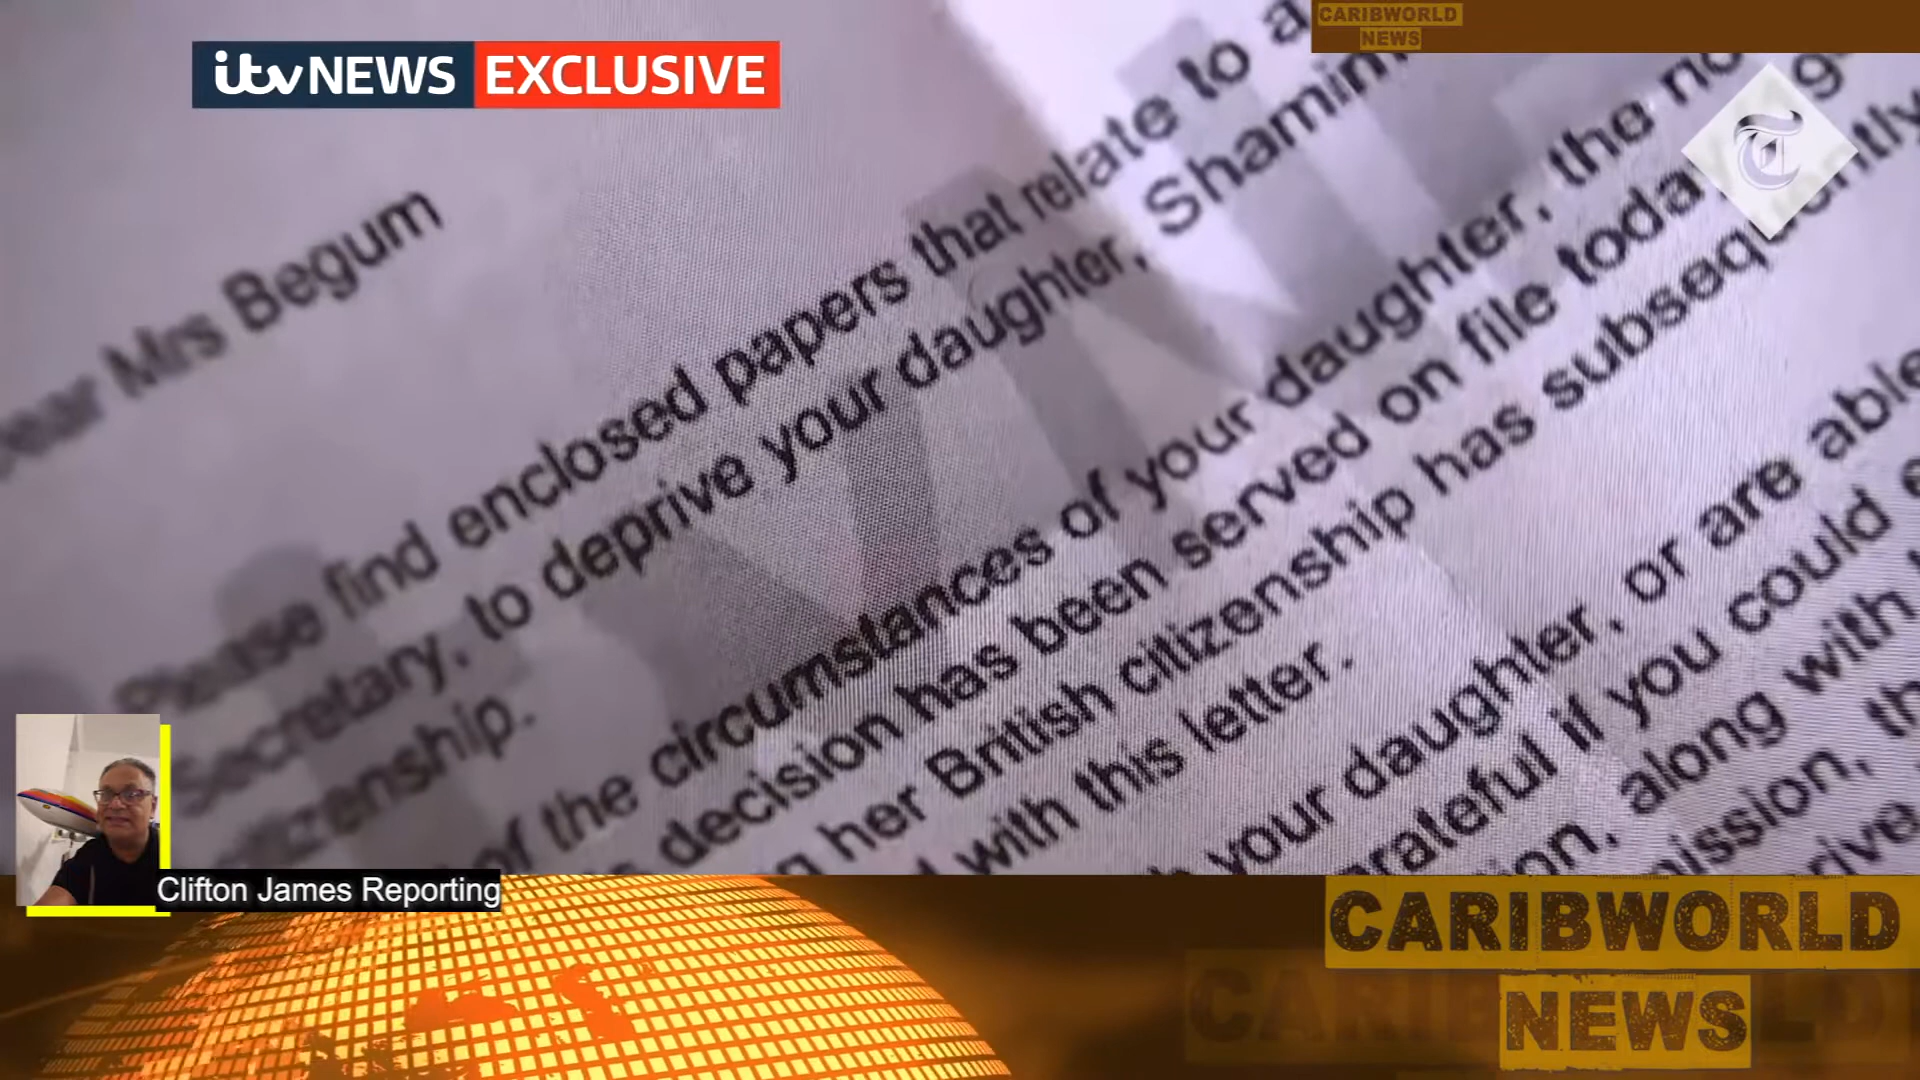 CARIBWORLD
NEWS
itv NEWS EXCLUSIVE
T
Dear Mrs Begum
Please find enclosed papers that relate to a
Secretary, to deprive your daughter, Shamim
citizenship.
of the circumstances of your daughter, the no
decision has been served on file today
her British citizenship has subsequently
with this letter.
your daughter, or are able
grateful if you could
along with
Clifton James Reporting
CARIBWORLD
NEWS